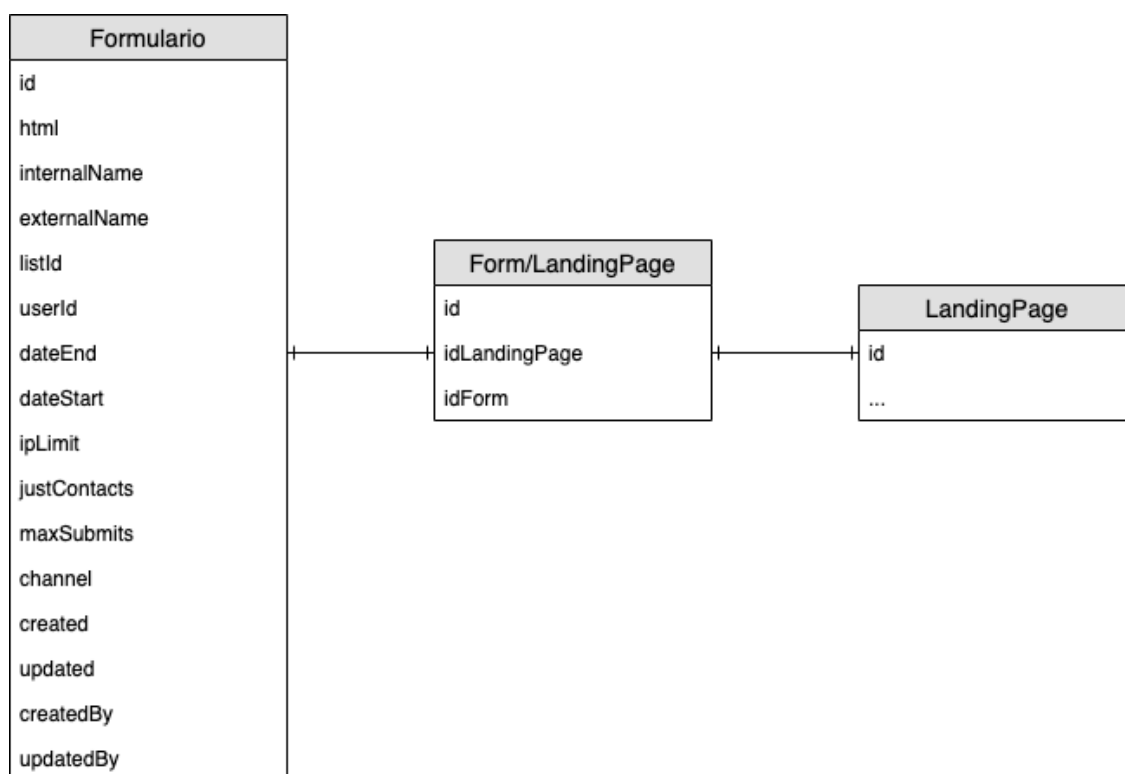 Formulario
id
html
internalName
externalName
listId
userId
dateEnd
dateStart
ipLimit
justContacts
maxSubmits
channel
created
updated
createdBy
updatedBy
Form/LandingPage
id
idLandingPage
idForm
LandingPage
id
...